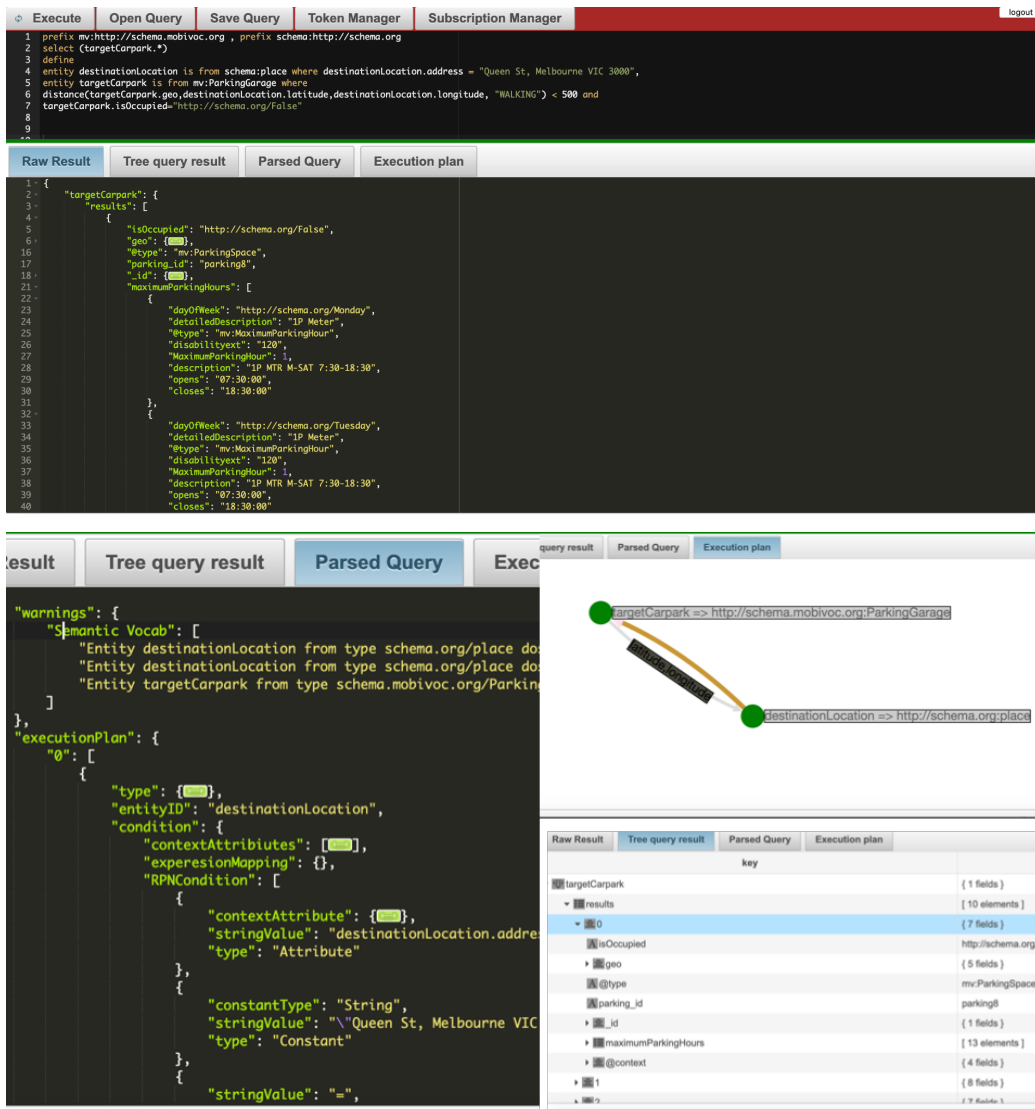 Execute Open Query Save Query Token Manager Subscription Manager logout
1 prefix mv:http://schema.mobivoc.org , prefix schema:http://schema.org
2 select (targetCarpark.*)
3 define
4 entity destinationLocation is from schema:place where destinationLocation.address = "Queen St, Melbourne VIC 3000",
5 entity targetCarpark is from mv:ParkingGarage where
6 distance(targetCarpark.geo,destinationLocation.latitude,destinationLocation.longitude, "WALKING") < 500 and
7 targetCarpark.isOccupied="http://schema.org/False"
8
9
10
Raw Result Tree query result Parsed Query Execution plan
1 {
2 "targetCarpark": {
3 "results": [
4 {
5 "isOccupied": "http://schema.org/False",
6 "geo": {},
16 "@type": "mv:ParkingSpace",
17 "parking_id": "parking8",
18 "_id": {},
21 "maximumParkingHours": [
22 {
23 "dayOfWeek": "http://schema.org/Monday",
24 "detailedDescription": "1P Meter",
25 "@type": "mv:MaximumParkingHour",
26 "disabilityext": "120",
27 "MaximumParkingHour": 1,
28 "description": "1P MTR M-SAT 7:30-18:30",
29 "opens": "07:30:00",
30 "closes": "18:30:00"
31 },
32 {
33 "dayOfWeek": "http://schema.org/Tuesday",
34 "detailedDescription": "1P Meter",
35 "@type": "mv:MaximumParkingHour",
36 "disabilityext": "120",
37 "MaximumParkingHour": 1,
38 "description": "1P MTR M-SAT 7:30-18:30",
39 "opens": "07:30:00",
40 "closes": "18:30:00"
esult Tree query result Parsed Query Exec
"warnings": {
"Semantic Vocab": [
"Entity destinationLocation from type schema.org/place do
"Entity destinationLocation from type schema.org/place do
"Entity targetCarpark from type schema.mobivoc.org/Parkin
]
},
"executionPlan": {
"0": [
{
"type": {},
"entityID": "destinationLocation",
"condition": {
"contextAttribiutes": [],
"experesionMapping": {},
"RPNCondition": [
{
"contextAttribute": {},
"stringValue": "destinationLocation.addre
"type": "Attribute"
},
{
"constantType": "String",
"stringValue": "\"Queen St, Melbourne VIC
"type": "Constant"
},
{
"stringValue": "=",
query result Parsed Query Execution plan
targetCarpark => http://schema.mobivoc.org:ParkingGarage
latitude,longitude
destinationLocation => http://schema.org:place
Raw Result Tree query result Parsed Query Execution plan
key
targetCarpark { 1 fields }
results [ 10 elements ]
0 { 7 fields }
isOccupied http://schema.org
geo { 5 fields }
@type mv:ParkingSpace
parking_id parking8
_id { 1 fields }
maximumParkingHours [ 13 elements ]
@context { 4 fields }
1 { 8 fields }
2 { 7 fields }